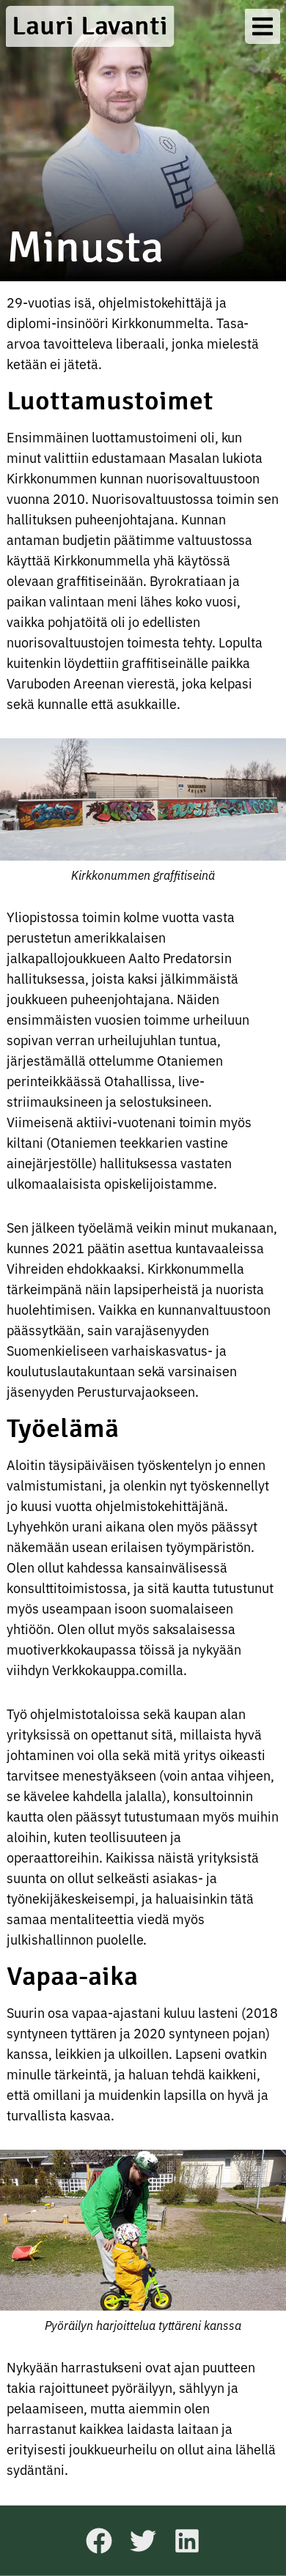 Lauri Lavanti
Minusta
29-vuotias isä, ohjelmistokehittäjä ja
diplomi-insinööri Kirkkonummelta. Tasa-
arvoa tavoitteleva liberaali, jonka mielestä
ketään ei jätetä.
Luottamustoimet
Ensimmäinen luottamustoimeni oli, kun
minut valittiin edustamaan Masalan lukiota
Kirkkonummen kunnan nuorisovaltuustoon
vuonna 2010. Nuorisovaltuustossa toimin sen
hallituksen puheenjohtajana. Kunnan
antaman budjetin päätimme valtuustossa
käyttää Kirkkonummella yhä käytössä
olevaan graffitiseinään. Byrokratiaan ja
paikan valintaan meni lähes koko vuosi,
vaikka pohjatöitä oli jo edellisten
nuorisovaltuustojen toimesta tehty. Lopulta
kuitenkin löydettiin graffitiseinälle paikka
Varuboden Areenan vierestä, joka kelpasi
sekä kunnalle että asukkaille.
Kirkkonummen graffitiseinä
Yliopistossa toimin kolme vuotta vasta
perustetun amerikkalaisen
jalkapallojoukkueen Aalto Predatorsin
hallituksessa, joista kaksi jälkimmäistä
joukkueen puheenjohtajana. Näiden
ensimmäisten vuosien toimme urheiluun
sopivan verran urheilujuhlan tuntua,
järjestämällä ottelumme Otaniemen
perinteikkäässä Otahallissa, live-
striimauksineen ja selostuksineen.
Viimeisenä aktiivi-vuotenani toimin myös
kiltani (Otaniemen teekkarien vastine
ainejärjestölle) hallituksessa vastaten
ulkomaalaisista opiskelijoistamme.
Sen jälkeen työelämä veikin minut mukanaan,
kunnes 2021 päätin asettua kuntavaaleissa
Vihreiden ehdokkaaksi. Kirkkonummella
tärkeimpänä näin lapsiperheistä ja nuorista
huolehtimisen. Vaikka en kunnanvaltuustoon
päässytkään, sain varajäsenyyden
Suomenkieliseen varhaiskasvatus- ja
koulutuslautakuntaan sekä varsinaisen
jäsenyyden Perusturvajaokseen.
Työelämä
Aloitin täysipäiväisen työskentelyn jo ennen
valmistumistani, ja olenkin nyt työskennellyt
jo kuusi vuotta ohjelmistokehittäjänä.
Lyhyehkön urani aikana olen myös päässyt
näkemään usean erilaisen työympäristön.
Olen ollut kahdessa kansainvälisessä
konsulttitoimistossa, ja sitä kautta tutustunut
myös useampaan isoon suomalaiseen
yhtiöön. Olen ollut myös saksalaisessa
muotiverkkokaupassa töissä ja nykyään
viihdyn Verkkokauppa.comilla.
Työ ohjelmistotaloissa sekä kaupan alan
yrityksissä on opettanut sitä, millaista hyvä
johtaminen voi olla sekä mitä yritys oikeasti
tarvitsee menestyäkseen (voin antaa vihjeen,
se kävelee kahdella jalalla), konsultoinnin
kautta olen päässyt tutustumaan myös muihin
aloihin, kuten teollisuuteen ja
operaattoreihin. Kaikissa näistä yrityksistä
suunta on ollut selkeästi asiakas- ja
työnekijäkeskeisempi, ja haluaisinkin tätä
samaa mentaliteettia viedä myös
julkishallinnon puolelle.
Vapaa-aika
Suurin osa vapaa-ajastani kuluu lasteni (2018
syntyneen tyttären ja 2020 syntyneen pojan)
kanssa, leikkien ja ulkoillen. Lapseni ovatkin
minulle tärkeintä, ja haluan tehdä kaikkeni,
että omillani ja muidenkin lapsilla on hyvä ja
turvallista kasvaa.
Pyöräilyn harjoittelua tyttäreni kanssa
Nykyään harrastukseni ovat ajan puutteen
takia rajoittuneet pyöräilyyn, sählyyn ja
pelaamiseen, mutta aiemmin olen
harrastanut kaikkea laidasta laitaan ja
erityisesti joukkueurheilu on ollut aina lähellä
sydäntäni.